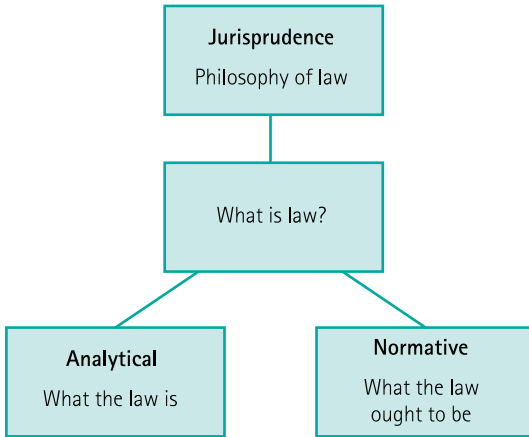 Jurisprudence
Philosophy of law
What is law?
Analytical
What the law is
Normative
What the law
ought to be